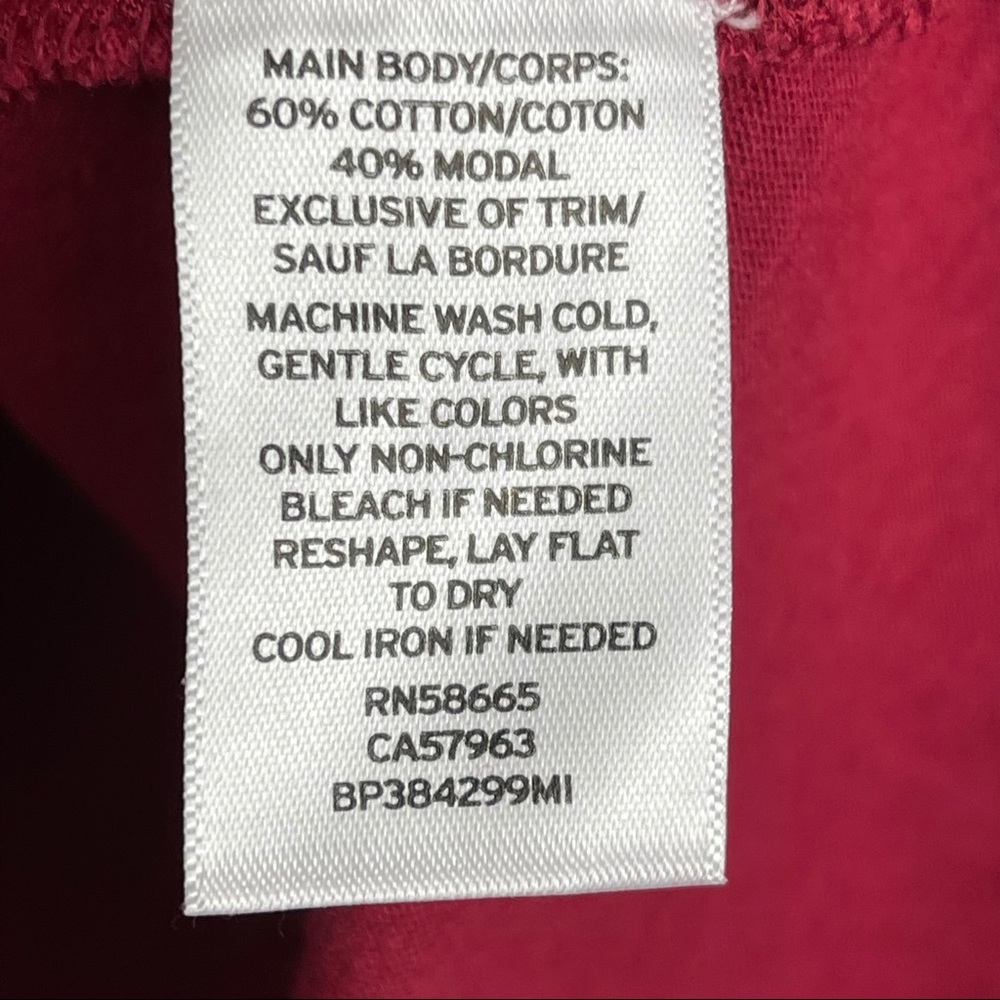 MAIN BODY/CORPS:
60% COTTON/COTON
40% MODAL
EXCLUSIVE OF TRIM/
SAUF LA BORDURE
MACHINE WASH COLD,
GENTLE CYCLE, WITH
LIKE COLORS
ONLY NON-CHLORINE
BLEACH IF NEEDED
RESHAPE, LAY FLAT
TO DRY
COOL IRON IF NEEDED
RN58665
CA57963
BP384299MI